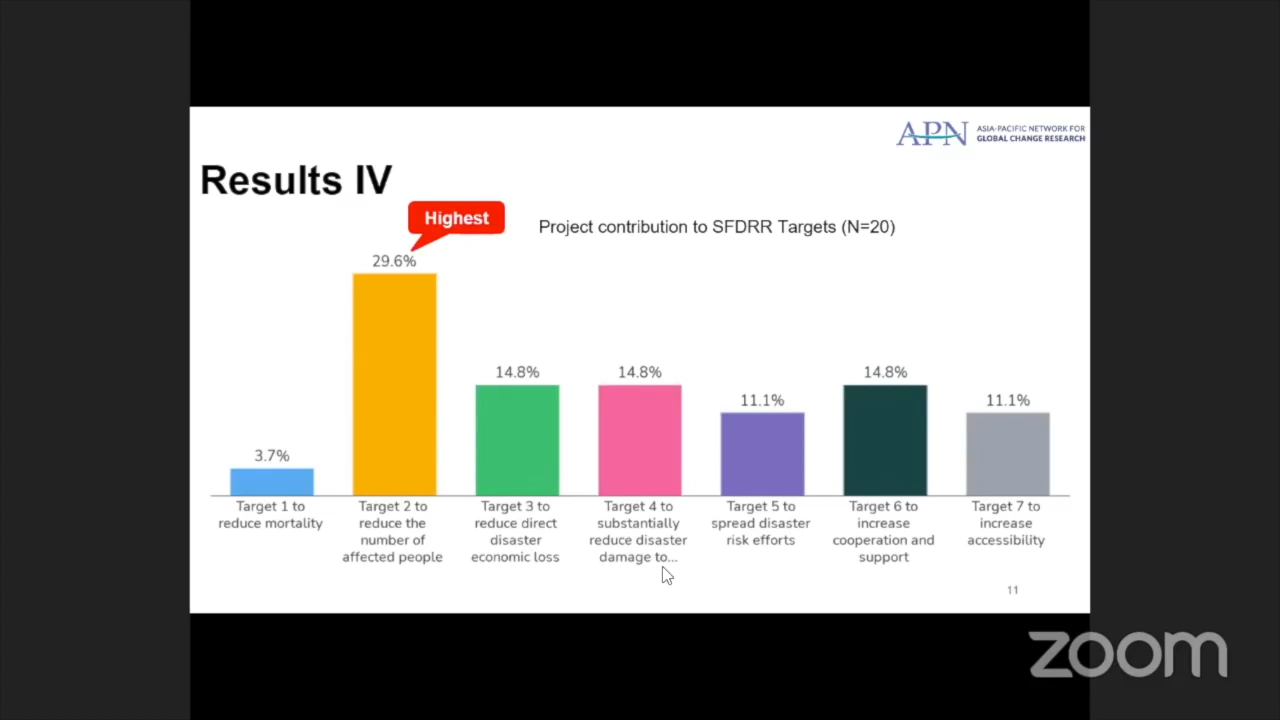 APN
ASIA-PACIFIC NETWORK FOR
GLOBAL CHANGE RESEARCH
Results IV
Highest
Project contribution to SFDRR Targets (N=20)
29.6%
14.8%
14.8%
14.8%
11.1%
11.1%
3.7%
Target 1 to
reduce mortality
Target 2 to
reduce the
number of
affected people
Target 3 to
reduce direct
disaster
economic loss
Target 4 to
substantially
reduce disaster
damage to...
Target 5 to
spread disaster
risk efforts
Target 6 to
increase
cooperation and
support
Target 7 to
increase
accessibility
11
zoom